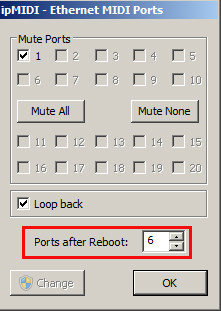 ipMIDI - Ethernet MIDI Ports
Mute Ports
1 2 3 4 5
6 7 8 9 10
Mute All Mute None
11 12 13 14 15
16 17 18 19 20
Loop back
Ports after Reboot: 6
Change OK